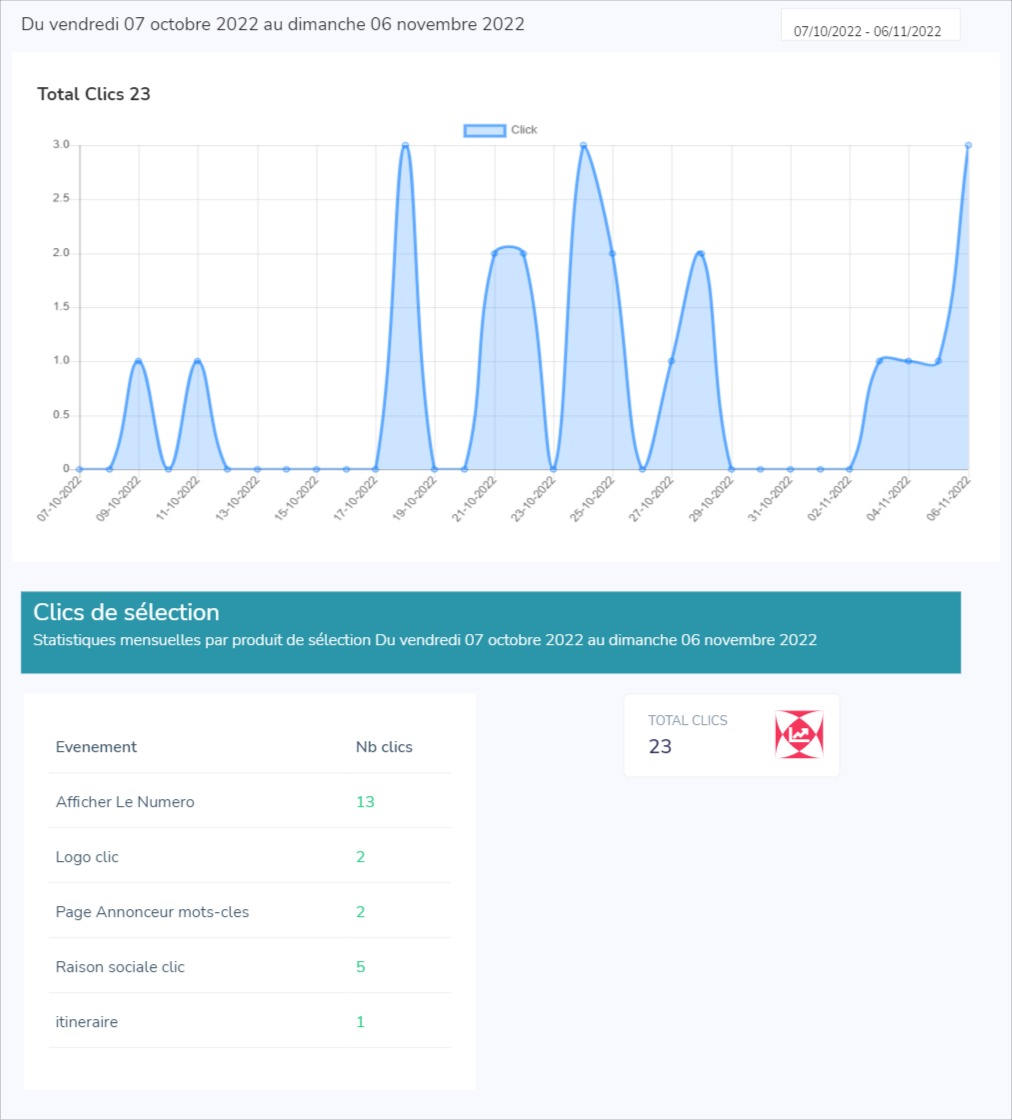 Du vendredi 07 octobre 2022 au dimanche 06 novembre 2022
07/10/2022 - 06/11/2022
Total Clics 23
Click
3.0
2.5
2.0
1.5
1.0
0.5
0
07-10-2022
09-10-2022
11-10-2022
13-10-2022
15-10-2022
17-10-2022
19-10-2022
21-10-2022
23-10-2022
25-10-2022
27-10-2022
29-10-2022
31-10-2022
02-11-2022
04-11-2022
06-11-2022
Clics de sélection
Statistiques mensuelles par produit de sélection Du vendredi 07 octobre 2022 au dimanche 06 novembre 2022
Evenement Nb clics
Afficher Le Numero 13
Logo clic 2
Page Annonceur mots-cles 2
Raison sociale clic 5
itineraire 1
TOTAL CLICS
23